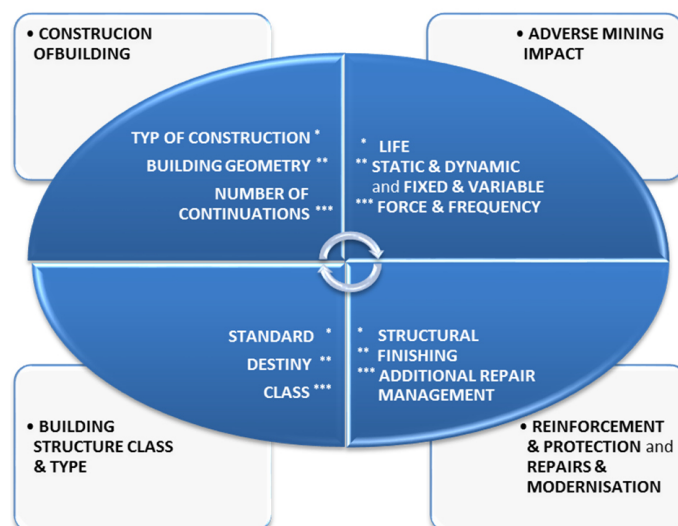 • CONSTRUCION
OFBUILDING
• ADVERSE MINING
IMPACT
TYP OF CONSTRUCTION *
BUILDING GEOMETRY **
NUMBER OF
CONTINUATIONS ***
* LIFE
** STATIC & DYNAMIC
and FIXED & VARIABLE
*** FORCE & FREQUENCY
STANDARD *
DESTINY **
CLASS ***
* STRUCTURAL
** FINISHING
*** ADDITIONAL REPAIR
MANAGEMENT
• BUILDING
STRUCTURE CLASS
& TYPE
• REINFORCEMENT
& PROTECTION and
REPAIRS &
MODERNISATION